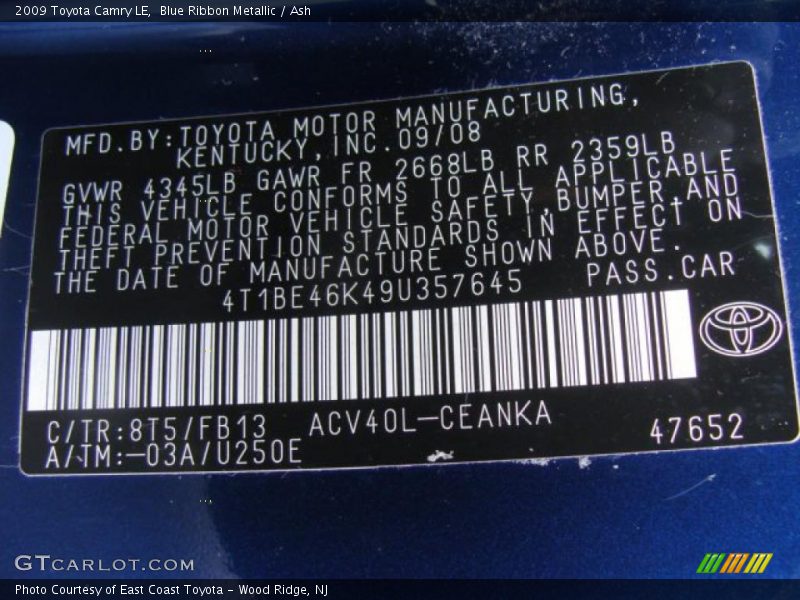 2009 Toyota Camry LE, Blue Ribbon Metallic / Ash
MFD.BY:TOYOTA MOTOR MANUFACTURING,
KENTUCKY,INC.09/08
GVWR 4345LB GAWR FR 2668LB RR 2359LB
THIS VEHICLE CONFORMS TO ALL APPLICABLE
FEDERAL MOTOR VEHICLE SAFETY,BUMPER,AND
THEFT PREVENTION STANDARDS IN EFFECT ON
THE DATE OF MANUFACTURE SHOWN ABOVE.
4T1BE46K49U357645 PASS.CAR
C/TR:8T5/FB13 ACV40L-CEANKA
A/TM:-03A/U250E 47652
GTCARLOT.COM
Photo Courtesy of East Coast Toyota - Wood Ridge, NJ